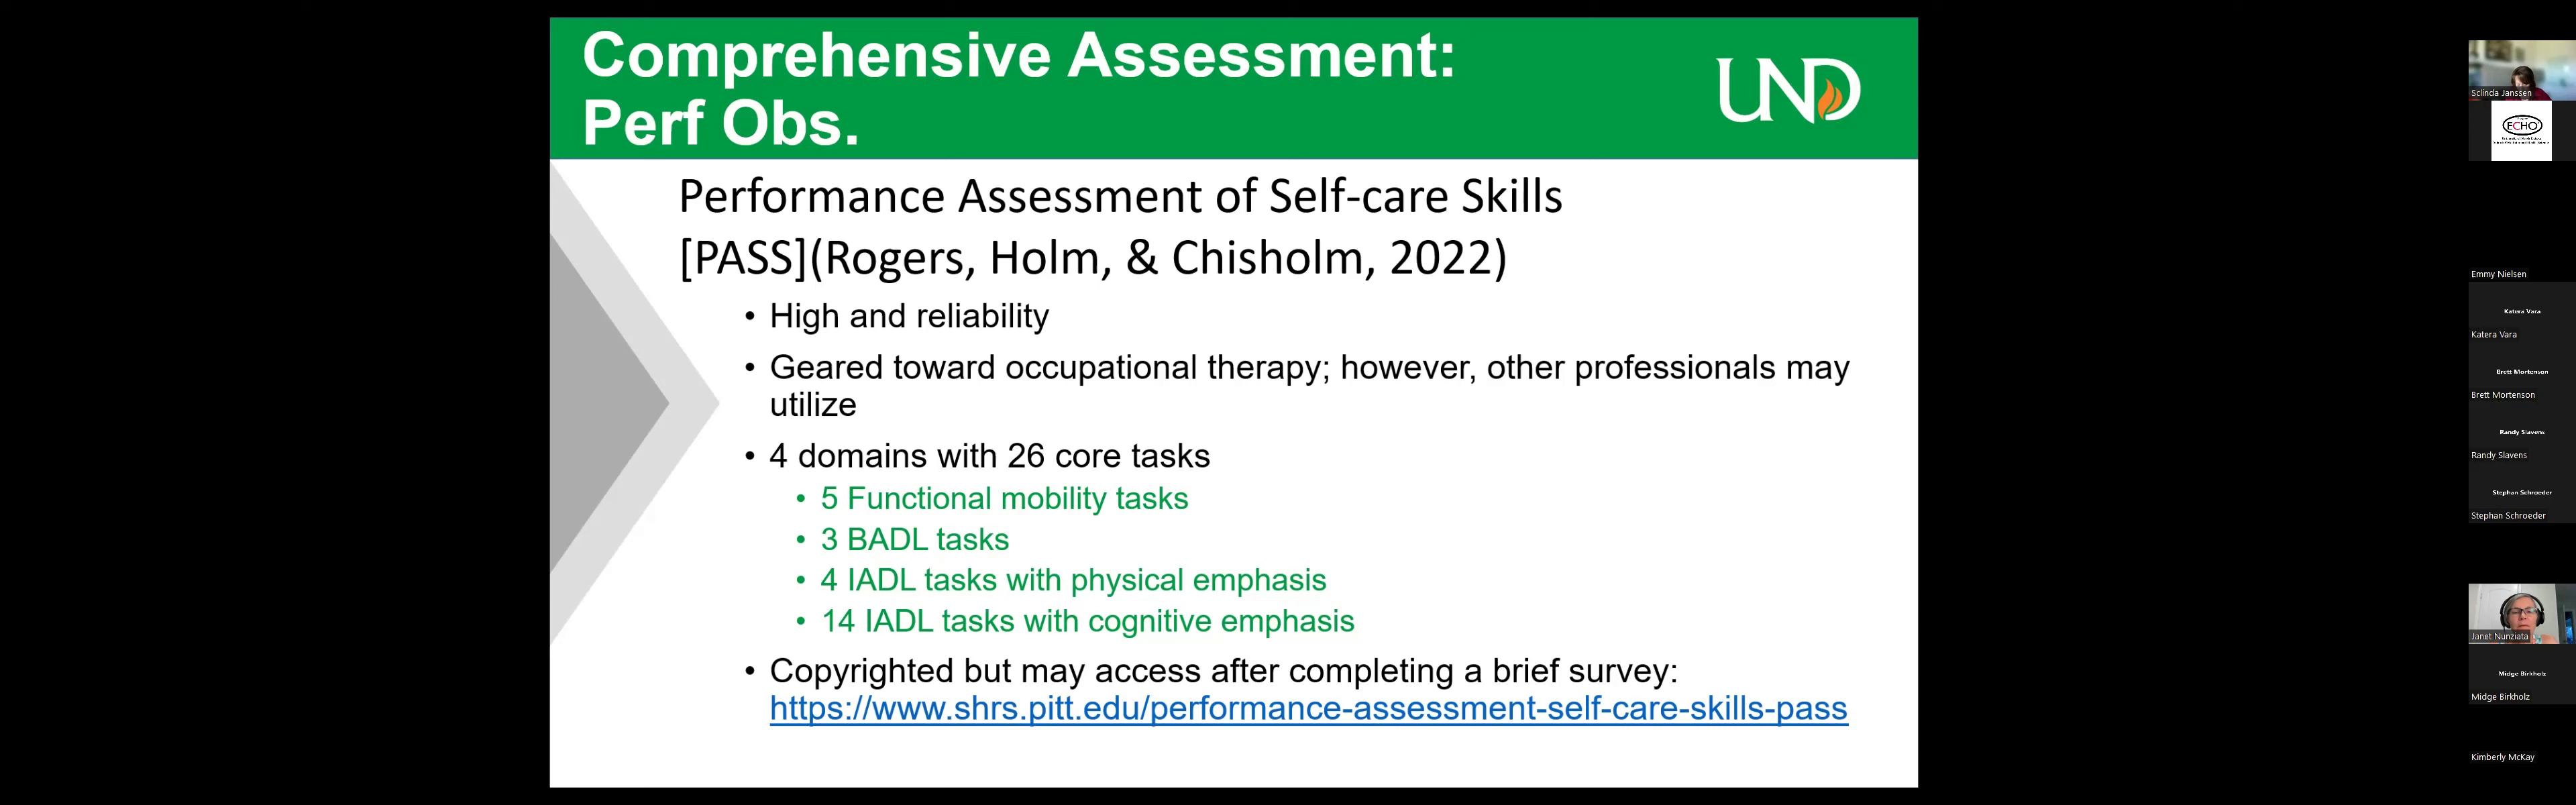 Comprehensive Assessment:
Perf Obs.
UND
Performance Assessment of Self-care Skills
[PASS](Rogers, Holm, & Chisholm, 2022)
• High and reliability
• Geared toward occupational therapy; however, other professionals may
utilize
• 4 domains with 26 core tasks
• 5 Functional mobility tasks
• 3 BADL tasks
• 4 IADL tasks with physical emphasis
• 14 IADL tasks with cognitive emphasis
• Copyrighted but may access after completing a brief survey:
https://www.shrs.pitt.edu/performance-assessment-self-care-skills-pass
Sclinda Janssen
ECHO
Emmy Nielsen
Katera Vara
Katera Vara
Brett Mortenson
Brett Mortenson
Randy Slavens
Randy Slavens
Stephan Schroeder
Stephan Schroeder
Janet Nunziata
Midge Birkholz
Midge Birkholz
Kimberly McKay